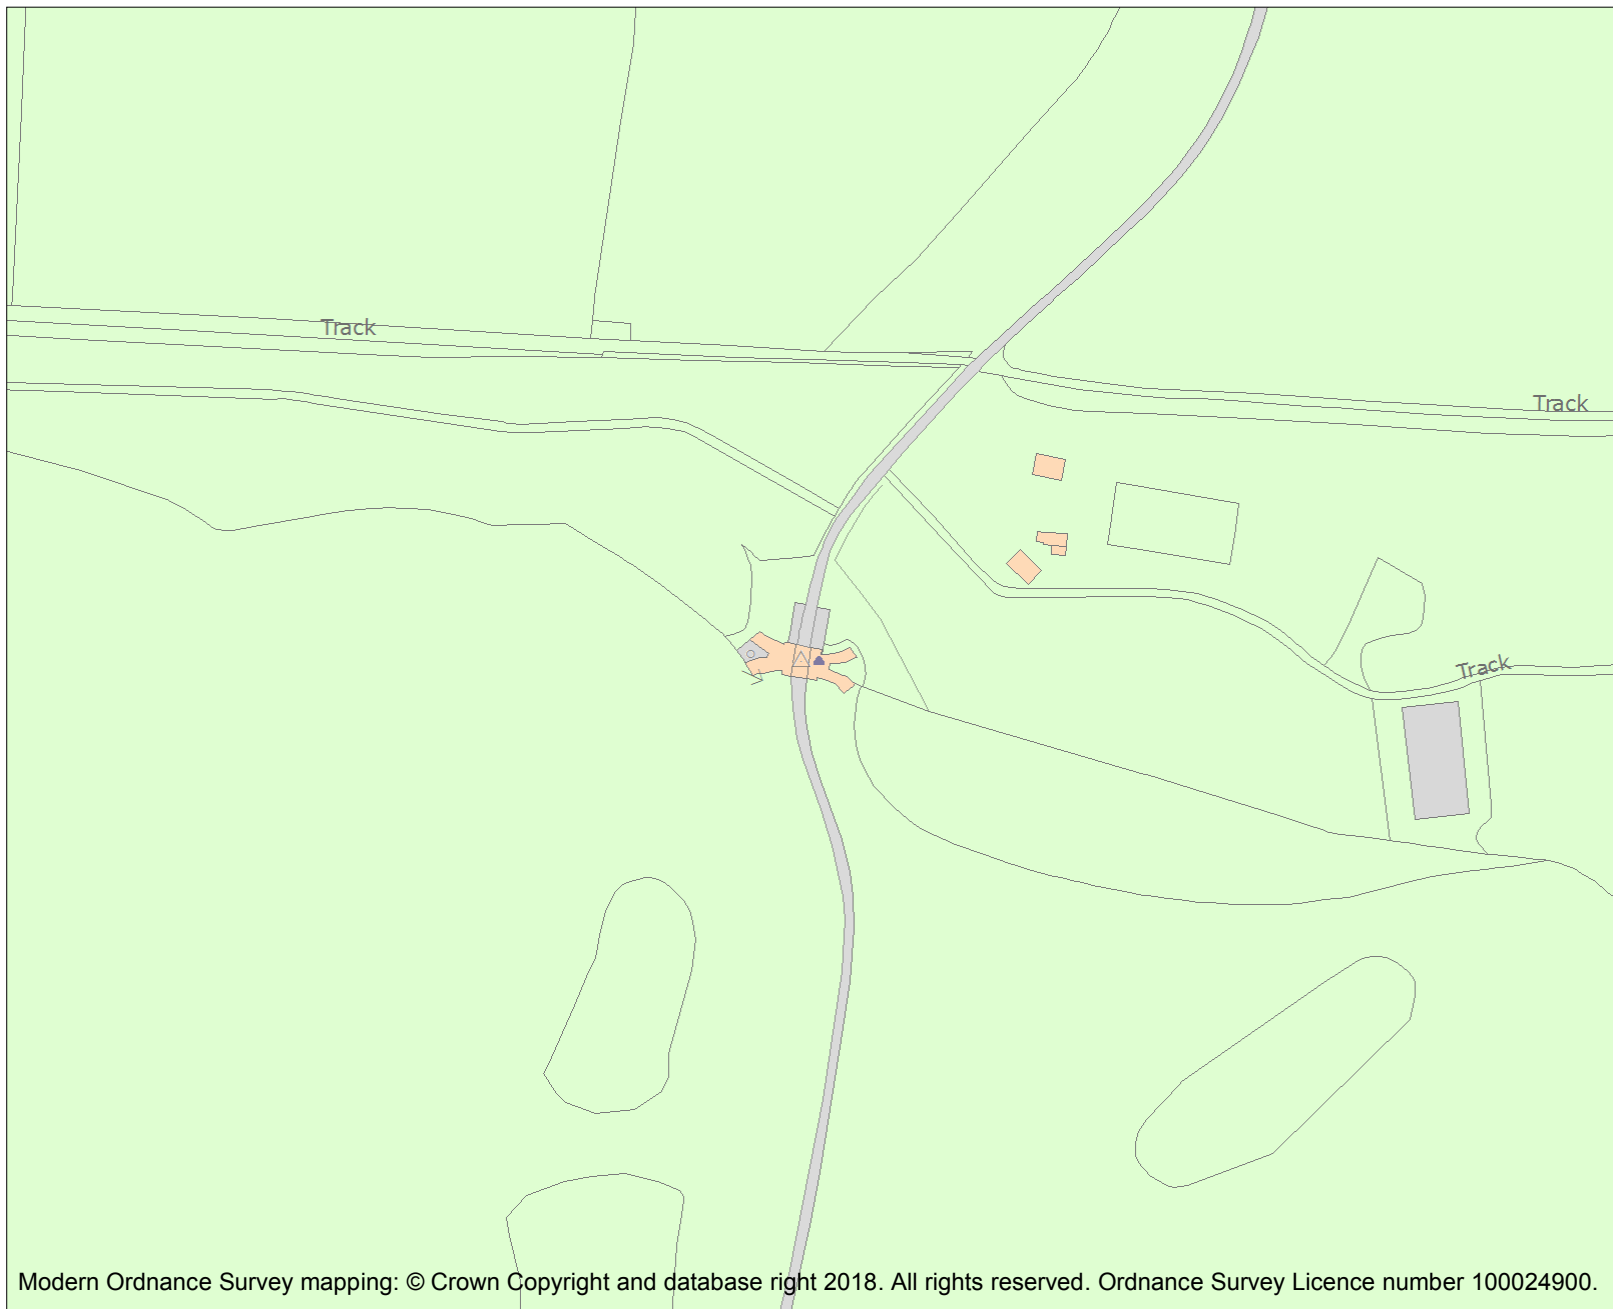 Track
Track
Track
Modern Ordnance Survey mapping: © Crown Copyright and database right 2018. All rights reserved. Ordnance Survey Licence number 100024900.